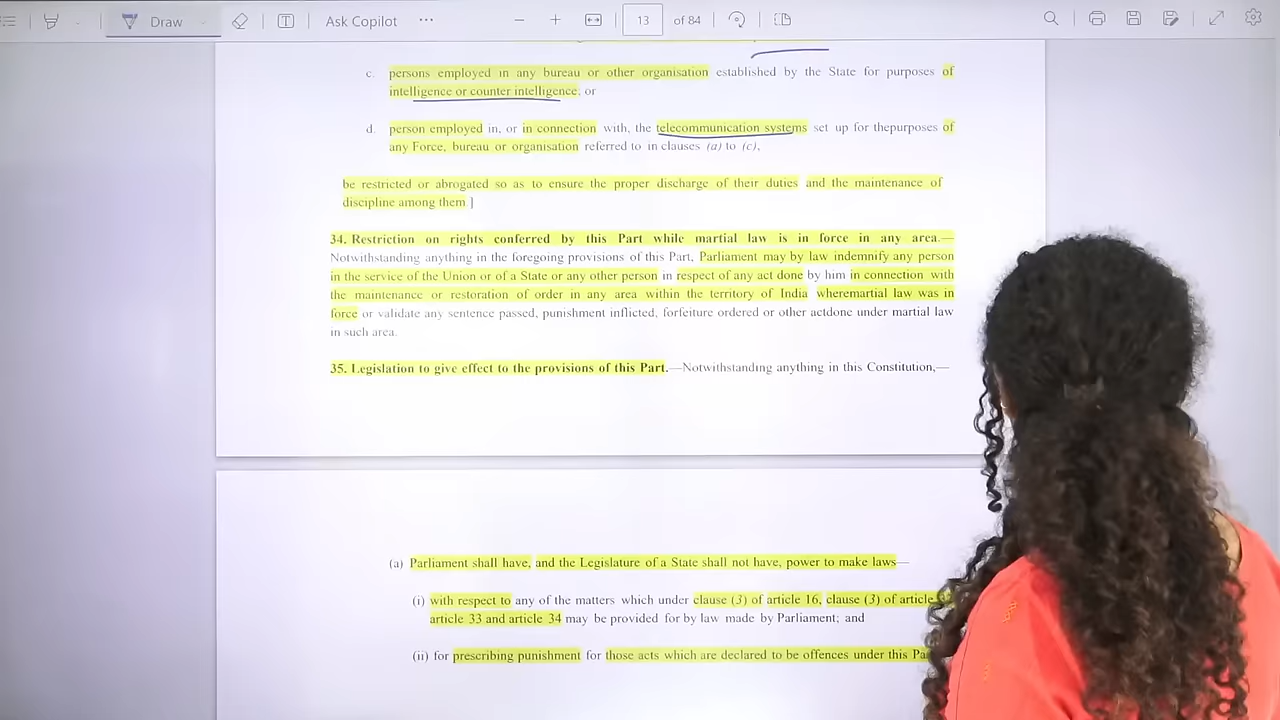 Draw
Ask Copilot
13
of 84
c. persons employed in any bureau or other organisation established by the State for purposes of
intelligence or counter intelligence; or
d. person employed in, or in connection with, the telecommunication systems set up for thepurposes of
any Force, bureau or organisation referred to in clauses (a) to (c),
be restricted or abrogated so as to ensure the proper discharge of their duties and the maintenance of
discipline among them.]
34. Restriction on rights conferred by this Part while martial law is in force in any area.—
Notwithstanding anything in the foregoing provisions of this Part, Parliament may by law indemnify any person
in the service of the Union or of a State or any other person in respect of any act done by him in connection with
the maintenance or restoration of order in any area within the territory of India wheremartial law was in
force or validate any sentence passed, punishment inflicted, forfeiture ordered or other actdone under martial law
in such area.
35. Legislation to give effect to the provisions of this Part.—Notwithstanding anything in this Constitution,—
(a) Parliament shall have, and the Legislature of a State shall not have, power to make laws—
(i) with respect to any of the matters which under clause (3) of article 16, clause (3) of article
article 33 and article 34 may be provided for by law made by Parliament; and
(ii) for prescribing punishment for those acts which are declared to be offences under this